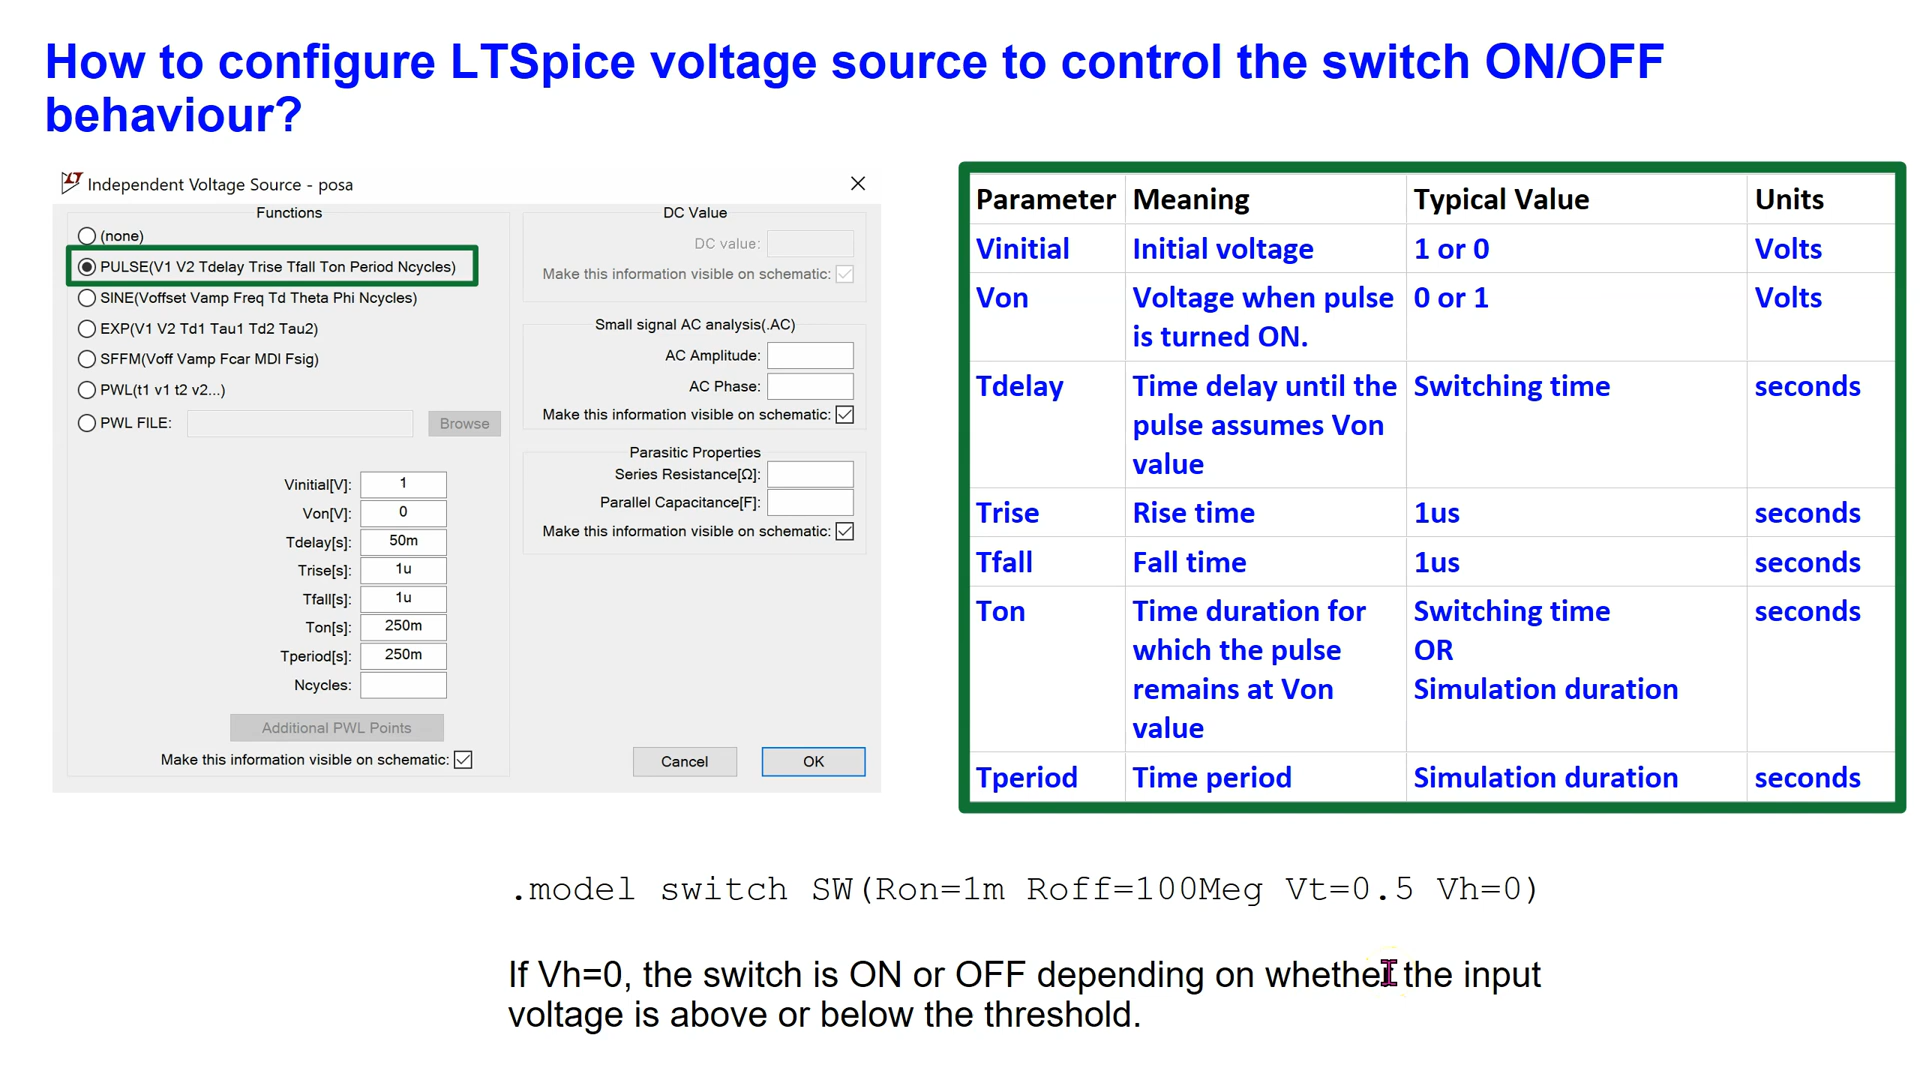 How to configure LTSpice voltage source to control the switch ON/OFF
behaviour?
Independent Voltage Source - posa
Functions
(none)
PULSE(V1 V2 Tdelay Trise Tfall Ton Period Ncycles)
SINE(Voffset Vamp Freq Td Theta Phi Ncycles)
EXP(V1 V2 Td1 Tau1 Td2 Tau2)
SFFM(Voff Vamp Fcar MDI Fsig)
PWL(t1 v1 t2 v2...)
PWL FILE: Browse
Vinitial[V]: 1
Von[V]: 0
Tdelay[s]: 50m
Trise[s]: 1u
Tfall[s]: 1u
Ton[s]: 250m
Tperiod[s]: 250m
Ncycles:
Additional PWL Points
Make this information visible on schematic:
DC Value
DC value:
Make this information visible on schematic:
Small signal AC analysis(.AC)
AC Amplitude:
AC Phase:
Make this information visible on schematic:
Parasitic Properties
Series Resistance[Ω]:
Parallel Capacitance[F]:
Make this information visible on schematic:
Cancel OK
Parameter Meaning Typical Value Units
Vinitial Initial voltage 1 or 0 Volts
Von Voltage when pulse 0 or 1 Volts
is turned ON.
Tdelay Time delay until the Switching time seconds
pulse assumes Von
value
Trise Rise time 1us seconds
Tfall Fall time 1us seconds
Ton Time duration for Switching time seconds
which the pulse OR
remains at Von Simulation duration
value
Tperiod Time period Simulation duration seconds
.model switch SW(Ron=1m Roff=100Meg Vt=0.5 Vh=0)
If Vh=0, the switch is ON or OFF depending on whether the input
voltage is above or below the threshold.